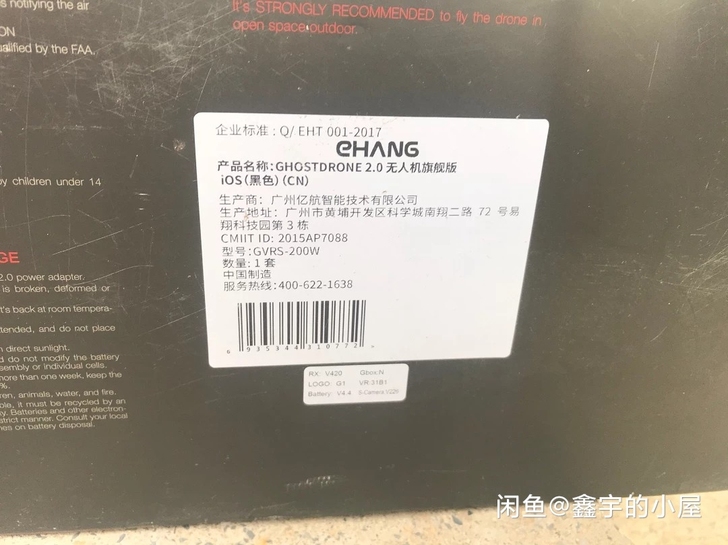 s notifying the air
It's STRONGLY RECOMMENDED to fly the drone in
open space/outdoor.
ON
ualified by the FAA.
y children under 14
GE
2.0 power adapter.
is broken, deformed or
t's back at room tempera-
tended, and do not place
direct sunlight.
d do not modify the battery
sembly or individual cells.
more than one week, keep the
%.
ren, animals, water, and fire.
ble, it must be recycled by an
y. Batteries and other electron-
strict manner. Consult your local
es on battery disposal.
企业标准：Q/ EHT 001-2017
EHANG
产品名称：GHOSTDRONE 2.0 无人机旗舰版
iOS（黑色）（CN）
生产商：广州亿航智能技术有限公司
生产地址：广州市黄埔开发区科学城南翔二路 72 号易
翔科技园第 3 栋
CMIIT ID: 2015AP7088
型号：GVRS-200W
数量：1 套
中国制造
服务热线：400-622-1638
6 935344 310772
RX: V420 Gbox:N
LOGO: G1 VR:31B1
Battery: V4.4
闲鱼@鑫宇的小屋